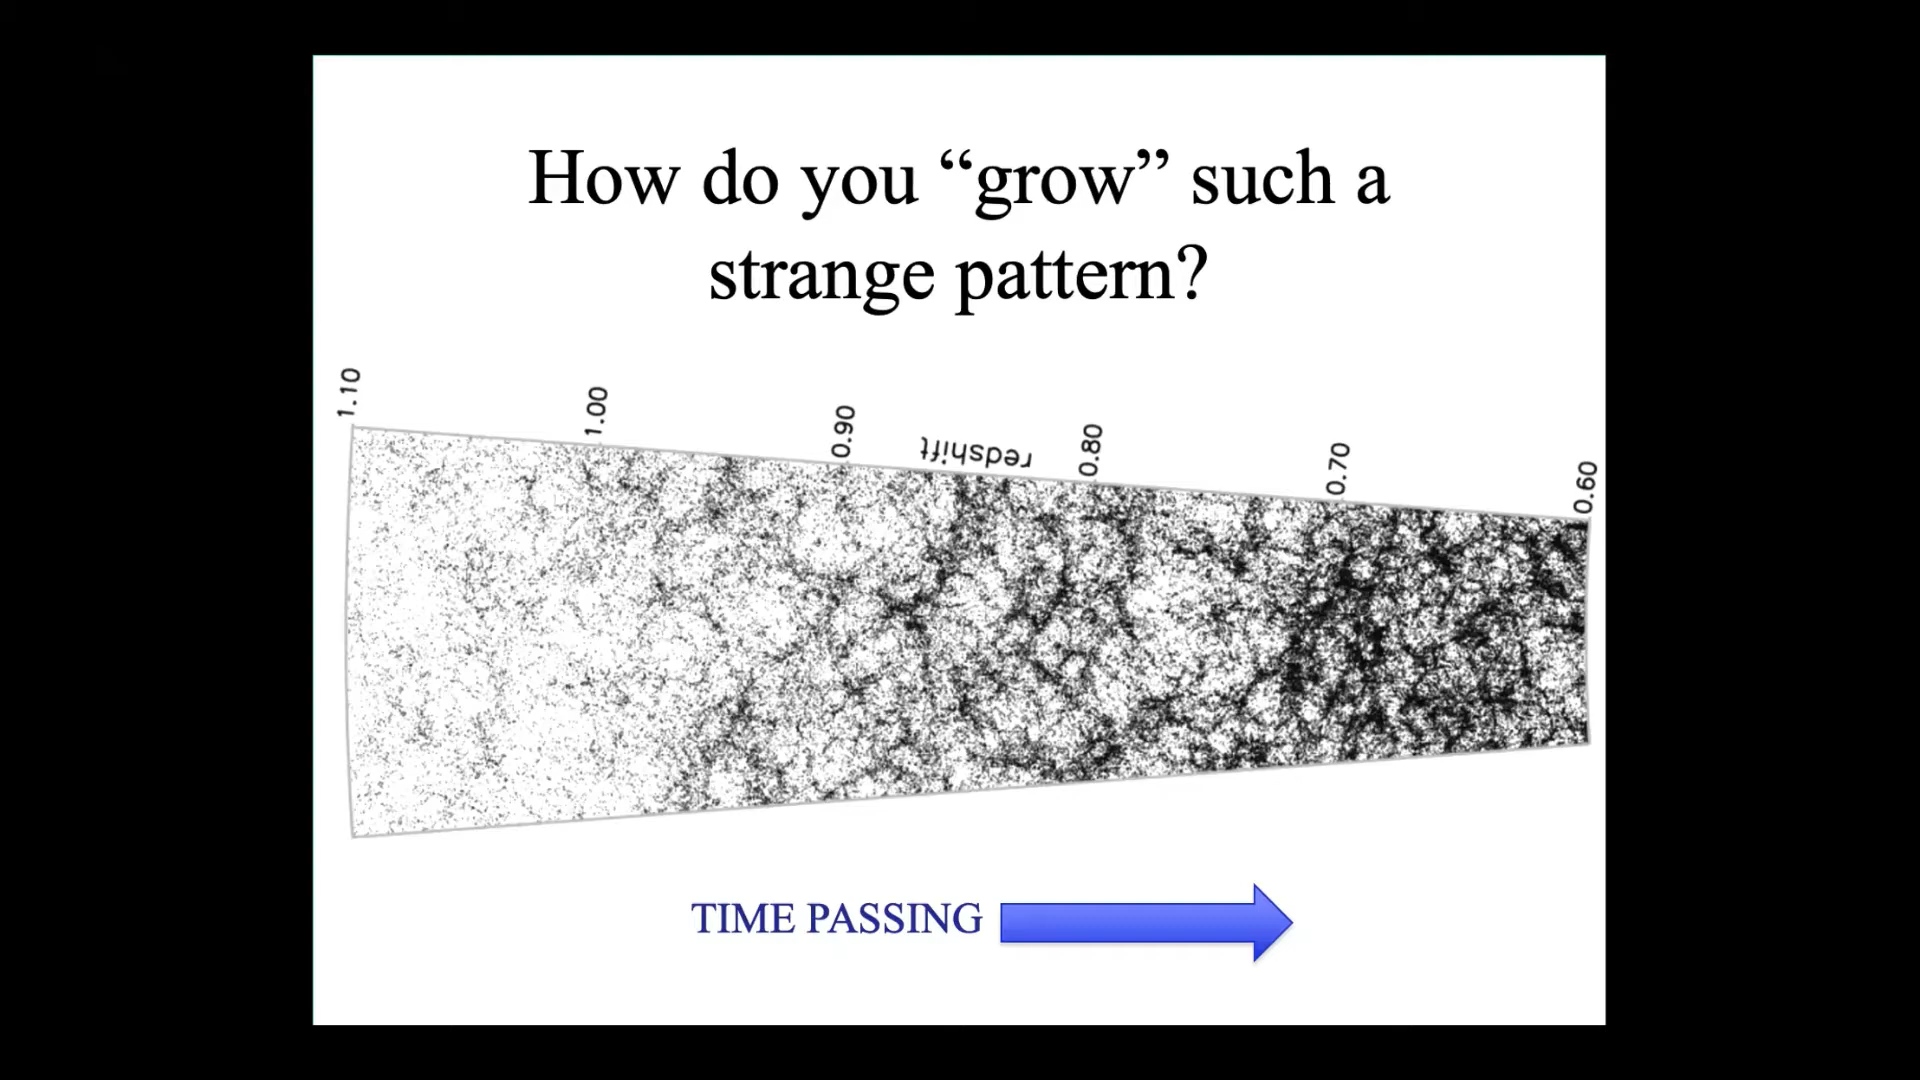 How do you “grow” such a
strange pattern?
1.10
1.00
0.90
redshift
0.80
0.70
0.60
TIME PASSING